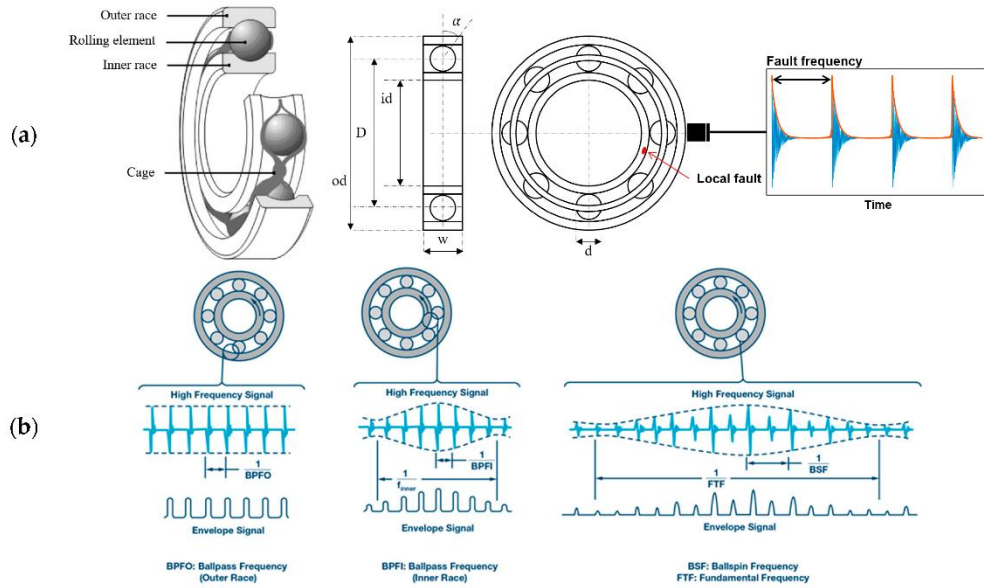 (a)
Outer race
Rolling element
Inner race
Cage
α
id
D
od
w
d
Local fault
Fault frequency
Time
(b)
High Frequency Signal
1
BPFO
Envelope Signal
BPFO: Ballpass Frequency
(Outer Race)
High Frequency Signal
1
BPFI
1
finner
Envelope Signal
BPFI: Ballpass Frequency
(Inner Race)
High Frequency Signal
1
BSF
1
FTF
Envelope Signal
BSF: Ballspin Frequency
FTF: Fundamental Frequency